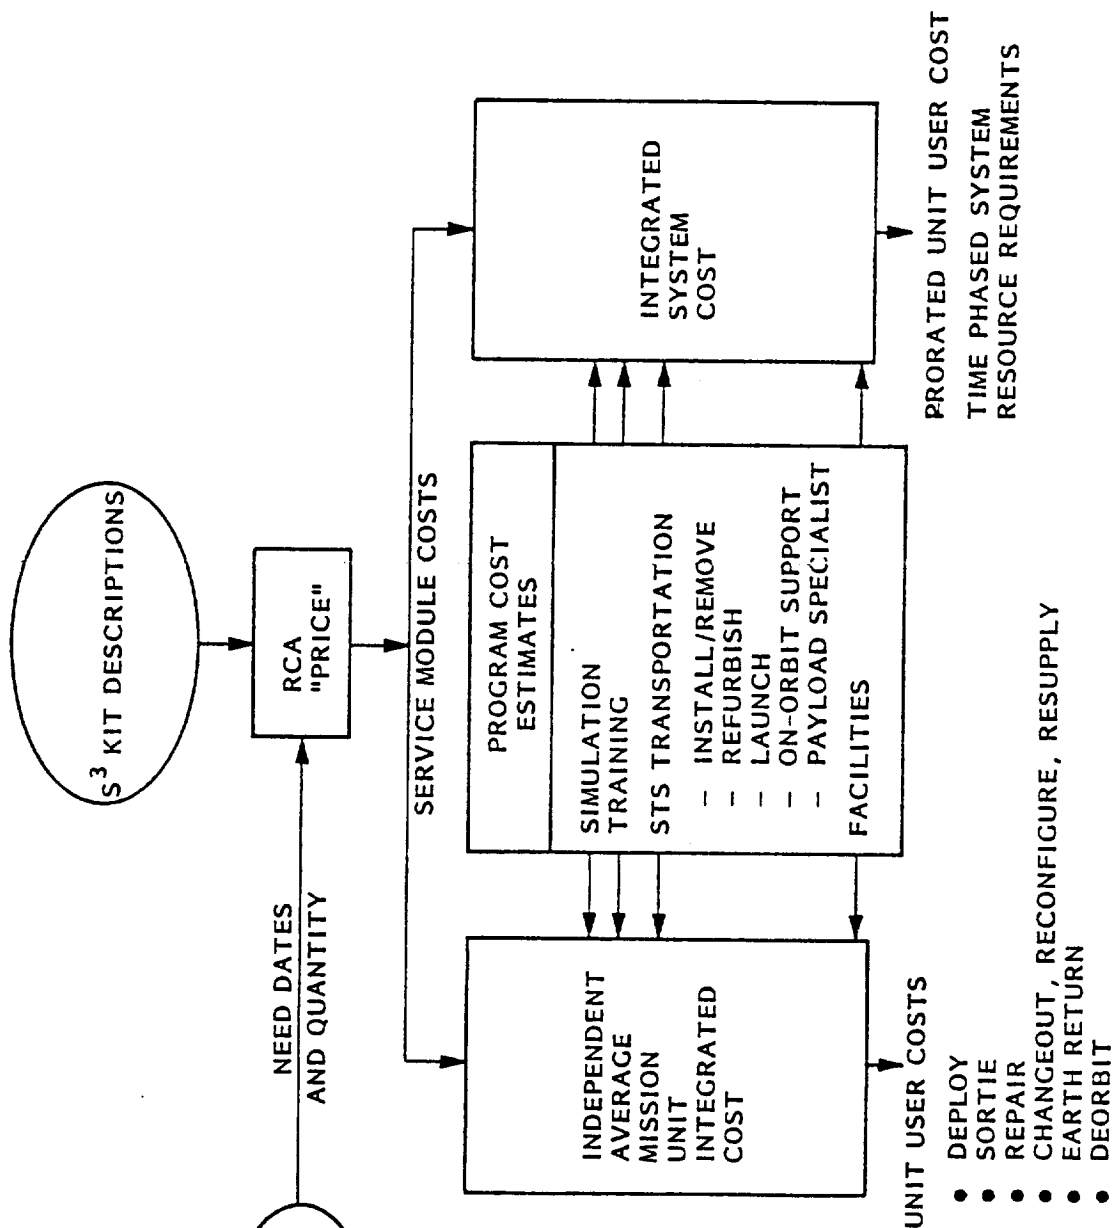 S3 KIT DESCRIPTIONS
NEED DATES
AND QUANTITY
RCA
"PRICE"
SERVICE MODULE COSTS
INDEPENDENT
AVERAGE
MISSION
UNIT
INTEGRATED
COST
PROGRAM COST
ESTIMATES
SIMULATION
TRAINING
STS TRANSPORTATION
– INSTALL/REMOVE
– REFURBISH
– LAUNCH
– ON-ORBIT SUPPORT
– PAYLOAD SPECIALIST
FACILITIES
INTEGRATED
SYSTEM
COST
UNIT USER COSTS
● DEPLOY
● SORTIE
● REPAIR
● CHANGEOUT, RECONFIGURE, RESUPPLY
● EARTH RETURN
● DEORBIT
PRORATED UNIT USER COST
TIME PHASED SYSTEM
RESOURCE REQUIREMENTS